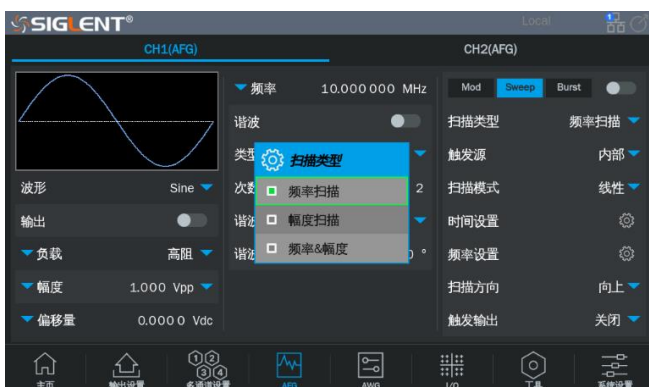 SIGLENT®
Local
1
CH1(AFG)
CH2(AFG)
波形
Sine
输出
负载
高阻
幅度
1.000 Vpp
偏移量
0.0000 Vdc
频率
10.000 000 MHz
谐波
类型
次数
2
谐波
谐波
°
扫描类型
频率扫描
幅度扫描
频率&幅度
Mod
Sweep
Burst
扫描类型
频率扫描
触发源
内部
扫描模式
线性
时间设置
频率设置
扫描方向
向上
触发输出
关闭
主页
输出设置
①②③④
多通道设置
AFG
AWG
I/O
工具
系统设置